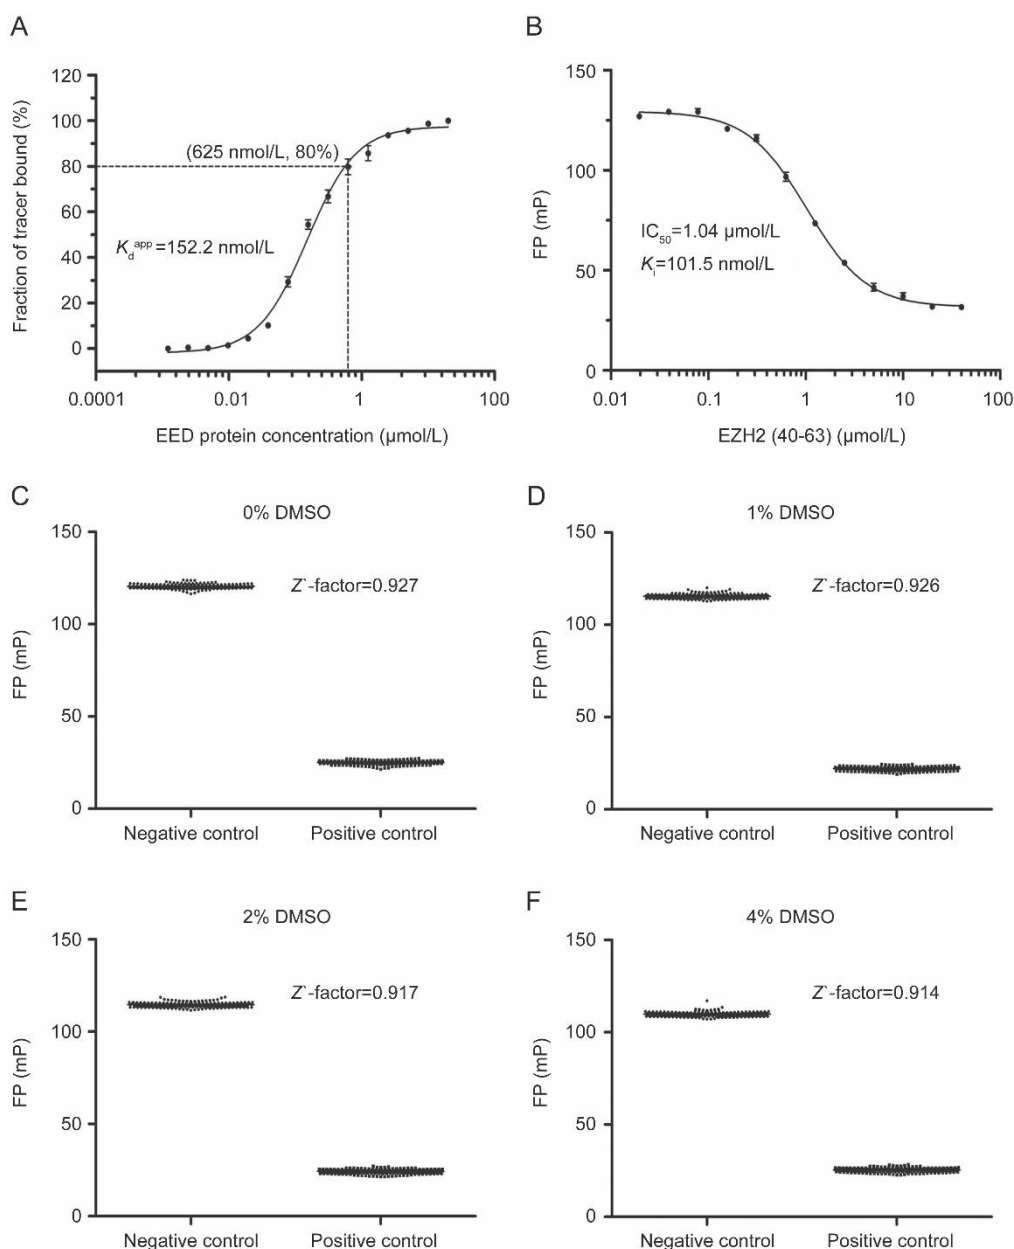 A
120
100
80
60
40
20
0
Fraction of tracer bound (%)
(625 nmol/L, 80%)
K_d^app=152.2 nmol/L
0.0001
0.01
1
100
EED protein concentration (µmol/L)
B
150
100
50
0
FP (mP)
IC50=1.04 µmol/L
Ki=101.5 nmol/L
0.01
0.1
1
10
100
EZH2 (40-63) (µmol/L)
C
0% DMSO
150
100
50
0
FP (mP)
Z`-factor=0.927
Negative control
Positive control
D
1% DMSO
150
100
50
0
FP (mP)
Z`-factor=0.926
Negative control
Positive control
E
2% DMSO
150
100
50
0
FP (mP)
Z`-factor=0.917
Negative control
Positive control
F
4% DMSO
150
100
50
0
FP (mP)
Z`-factor=0.914
Negative control
Positive control